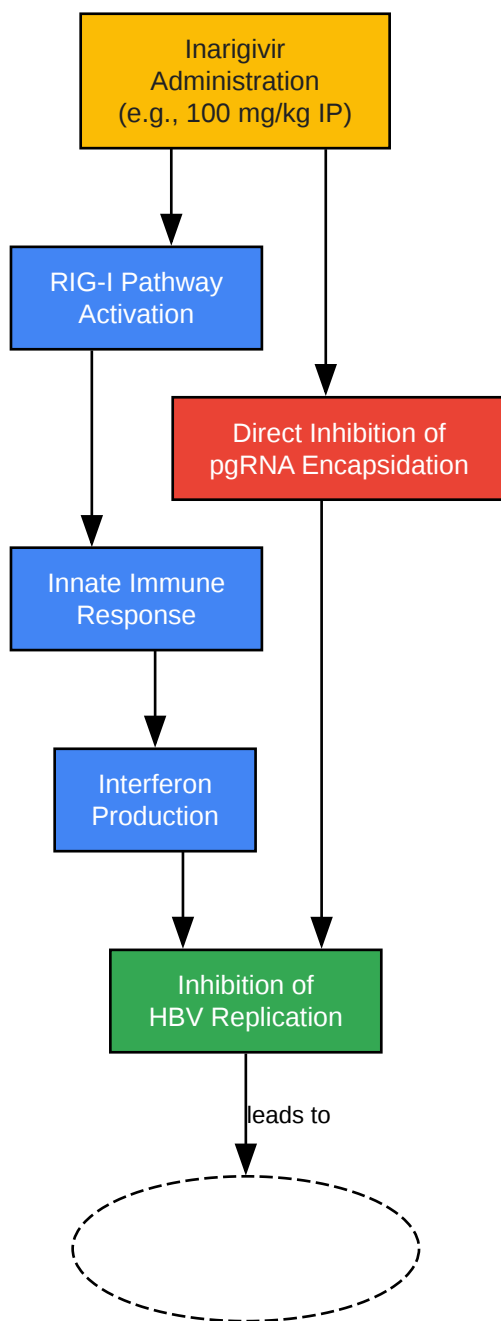 Inarigivir
Administration
(e.g., 100 mg/kg IP)
RIG-I Pathway
Activation
Direct Inhibition of
pgRNA Encapsidation
Innate Immune
Response
Interferon
Production
Inhibition of
HBV Replication
leads to